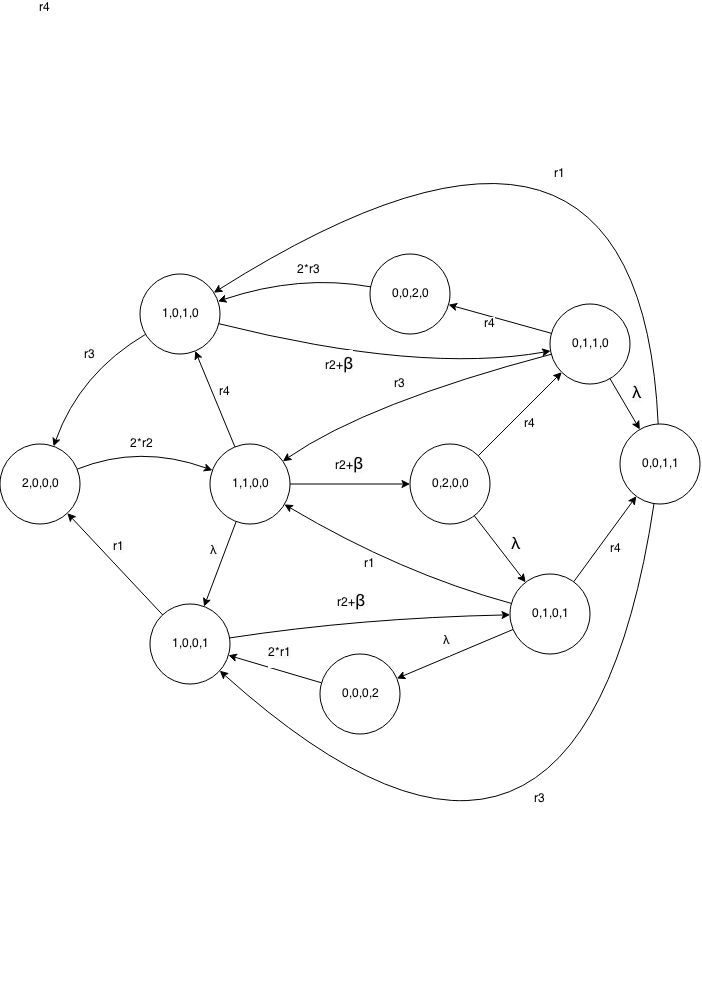 r4
r1
2*r3
0,0,2,0
1,0,1,0
r4
0,1,1,0
r3
r2+β
r3
λ
r4
r4
2*r2
r2+β
0,0,1,1
2,0,0,0
1,1,0,0
0,2,0,0
r1
λ
λ
r4
r1
r2+β
0,1,0,1
λ
1,0,0,1
2*r1
0,0,0,2
r3